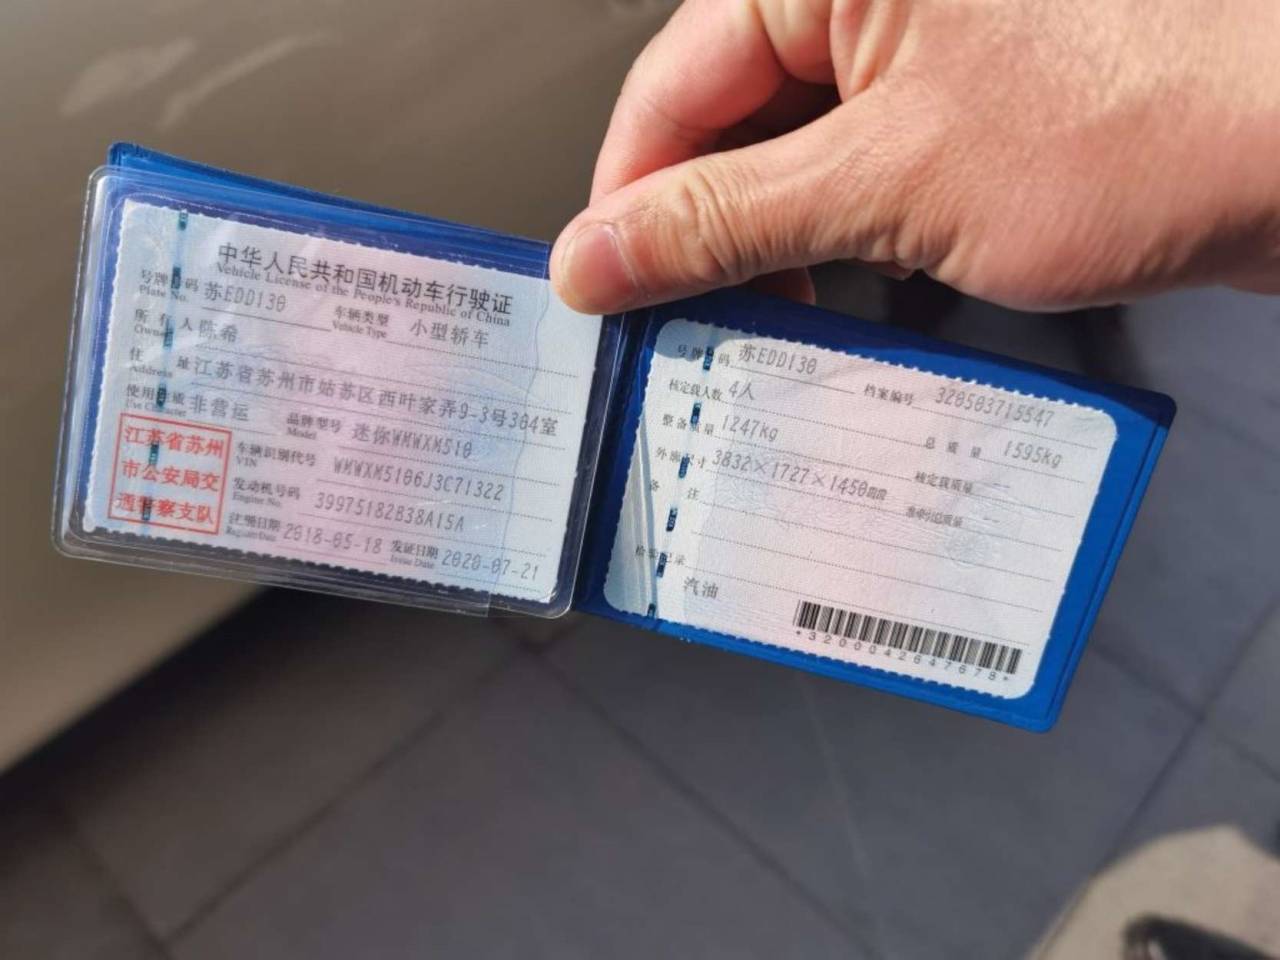 中华人民共和国机动车行驶证
Vehicle License of the People's Republic of China
号牌号码 苏EDD130 车辆类型 小型轿车
Plate No. Vehicle Type
所有人 陈希
Owner
住址 江苏省苏州市姑苏区西叶家弄9-3号304室
Address
使用性质 非营运 品牌型号 迷你WMWXM510
Use Character Model
江苏省苏州
市公安局交
通警察支队
车辆识别代号 WMWXM5106J3C71322
VIN
发动机号码 39975182B38A15A
Engine No.
注册日期 2018-05-18 发证日期 2020-07-21
Register Date Issue Date
号牌号码 苏EDD130 档案编号 320503715547
核定载人数 4人 总质量 1595kg
整备质量 1247kg 核定载质量 --
外廓尺寸 3832×1727×1450mm 准牵引总质量 --
备注
检验记录
汽油
*3200042647678*